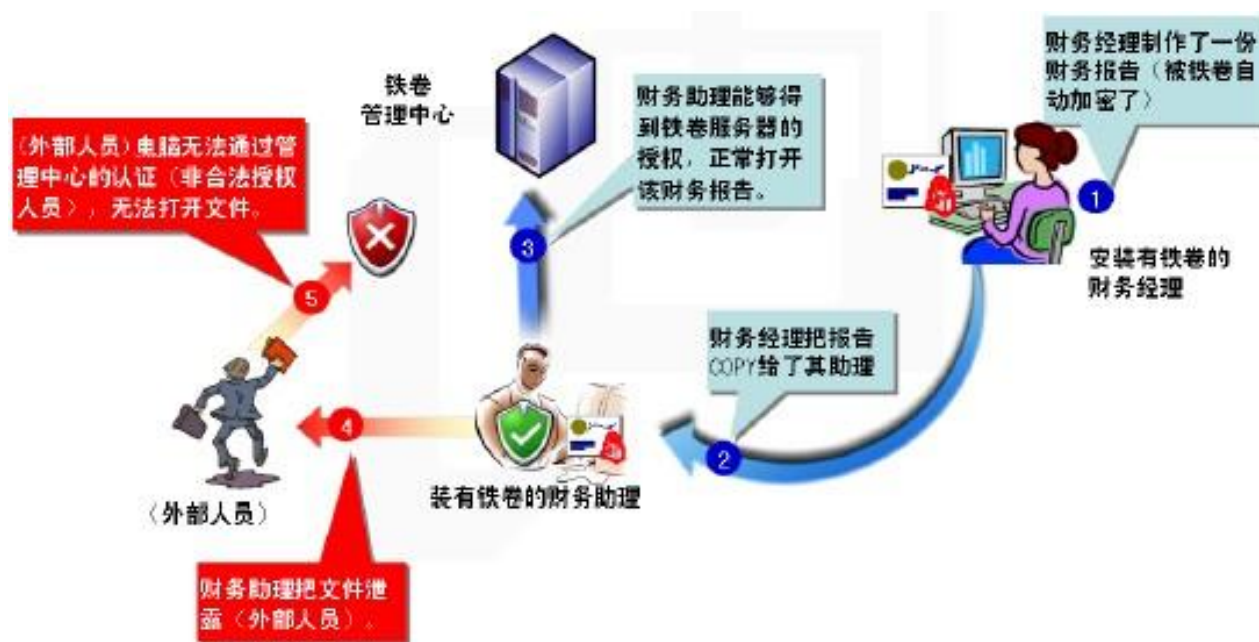 财务经理制作了一份
财务报告（被铁卷自
动加密了）
1
安装有铁卷的
财务经理
财务经理把报告
COPY给了其助理
2
铁卷
管理中心
财务助理能够得
到铁卷服务器的
授权，正常打开
该财务报告。
3
装有铁卷的财务助理
4
财务助理把文件泄
露（外部人员）。
（外部人员）
5
(外部人员)电脑无法通过管
理中心的认证（非合法授权
人员），无法打开文件。